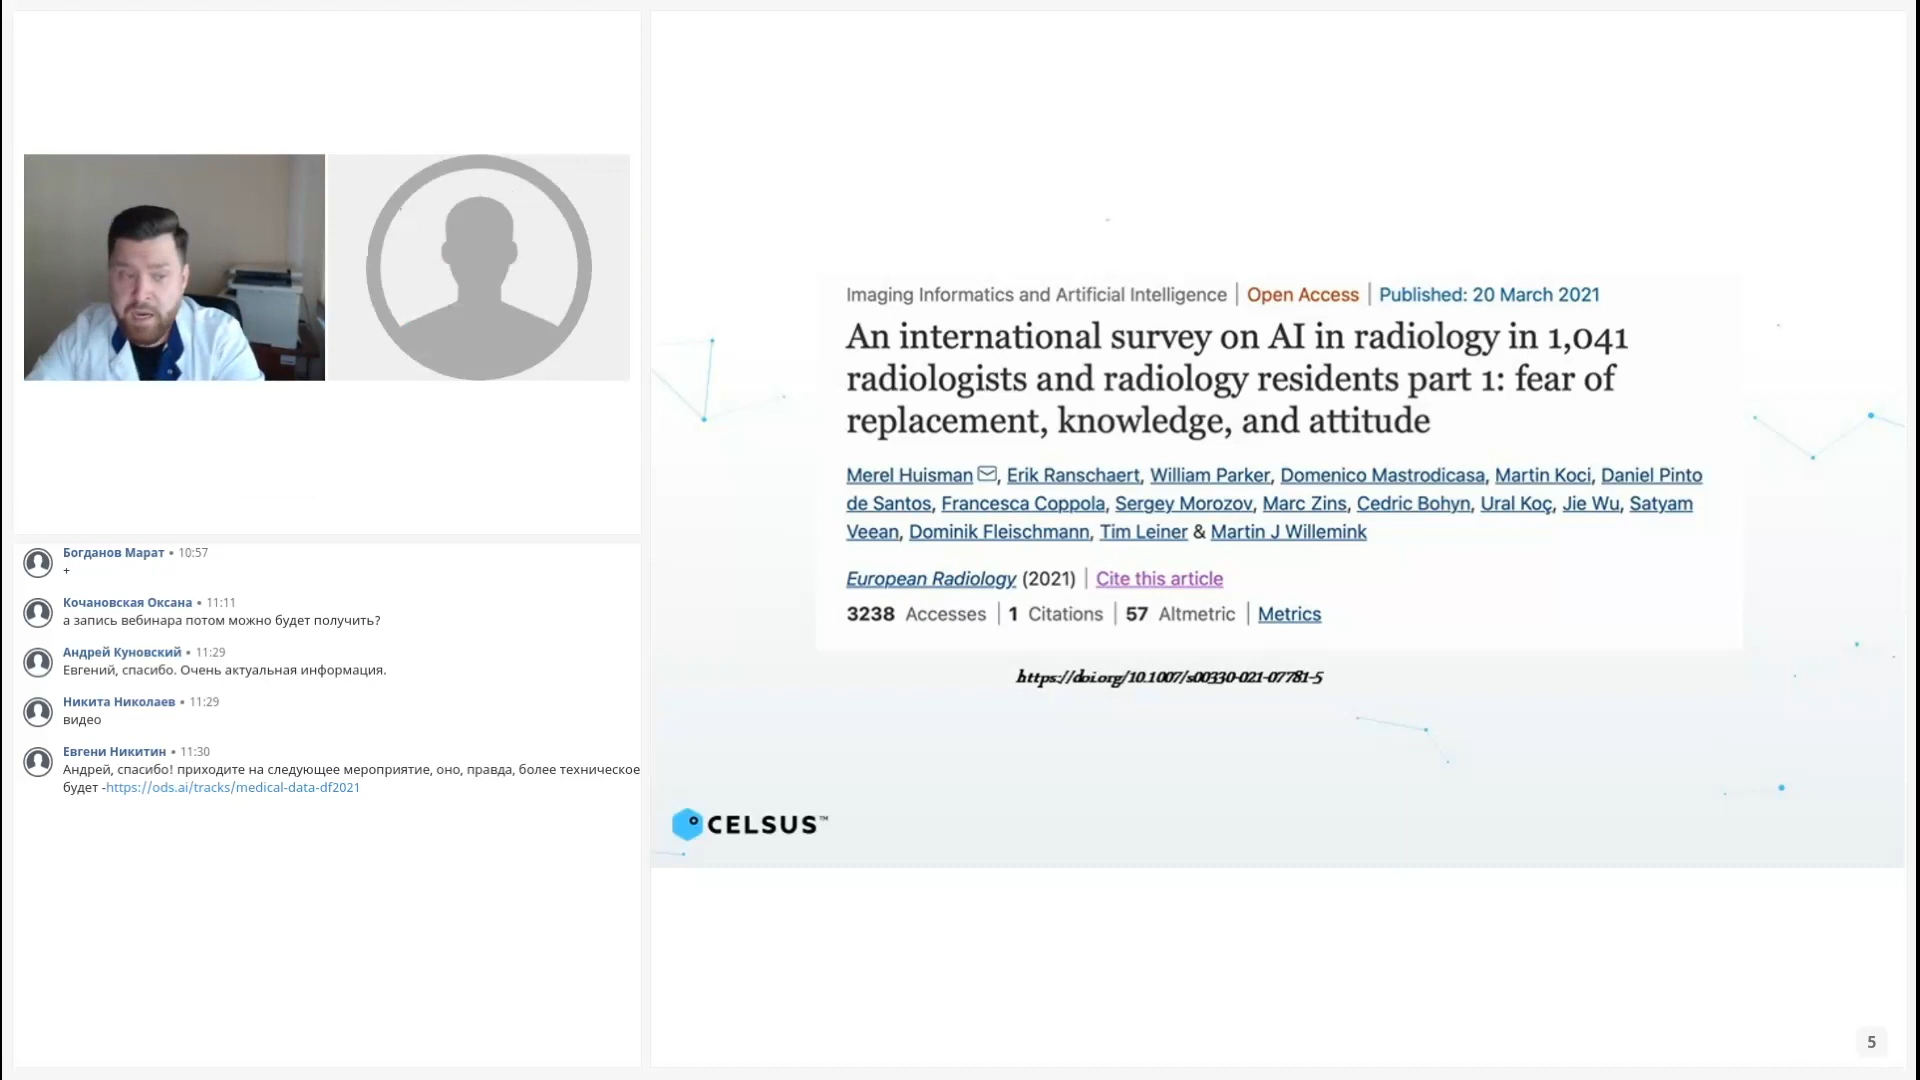 Богданов Марат • 10:57
+
Кочановская Оксана • 11:11
а запись вебинара потом можно будет получить?
Андрей Куновский • 11:29
Евгений, спасибо. Очень актуальная информация.
Никита Николаев • 11:29
видео
Евгени Никитин • 11:30
Андрей, спасибо! приходите на следующее мероприятие, оно, правда, более техническое
будет -https://ods.ai/tracks/medical-data-df2021
Imaging Informatics and Artificial Intelligence | Open Access | Published: 20 March 2021
An international survey on AI in radiology in 1,041
radiologists and radiology residents part 1: fear of
replacement, knowledge, and attitude
Merel Huisman, Erik Ranschaert, William Parker, Domenico Mastrodicasa, Martin Koci, Daniel Pinto
de Santos, Francesca Coppola, Sergey Morozov, Marc Zins, Cedric Bohyn, Ural Koç, Jie Wu, Satyam
Veean, Dominik Fleischmann, Tim Leiner & Martin J Willemink
European Radiology (2021) | Cite this article
3238 Accesses | 1 Citations | 57 Altmetric | Metrics
https://doi.org/10.1007/s00330-021-07781-5
CELSUS™
5